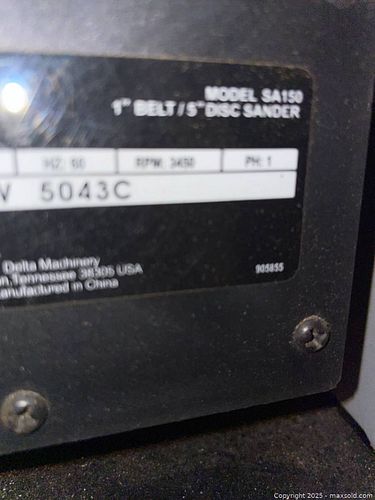 MODEL SA150
1" BELT / 5" DISC SANDER
HZ: 60 RPM: 3450 PH: 1
5043C
Delta Machinery
Tennessee 38305 USA
in China
905855
Copyright © 2025 - maxsold.com